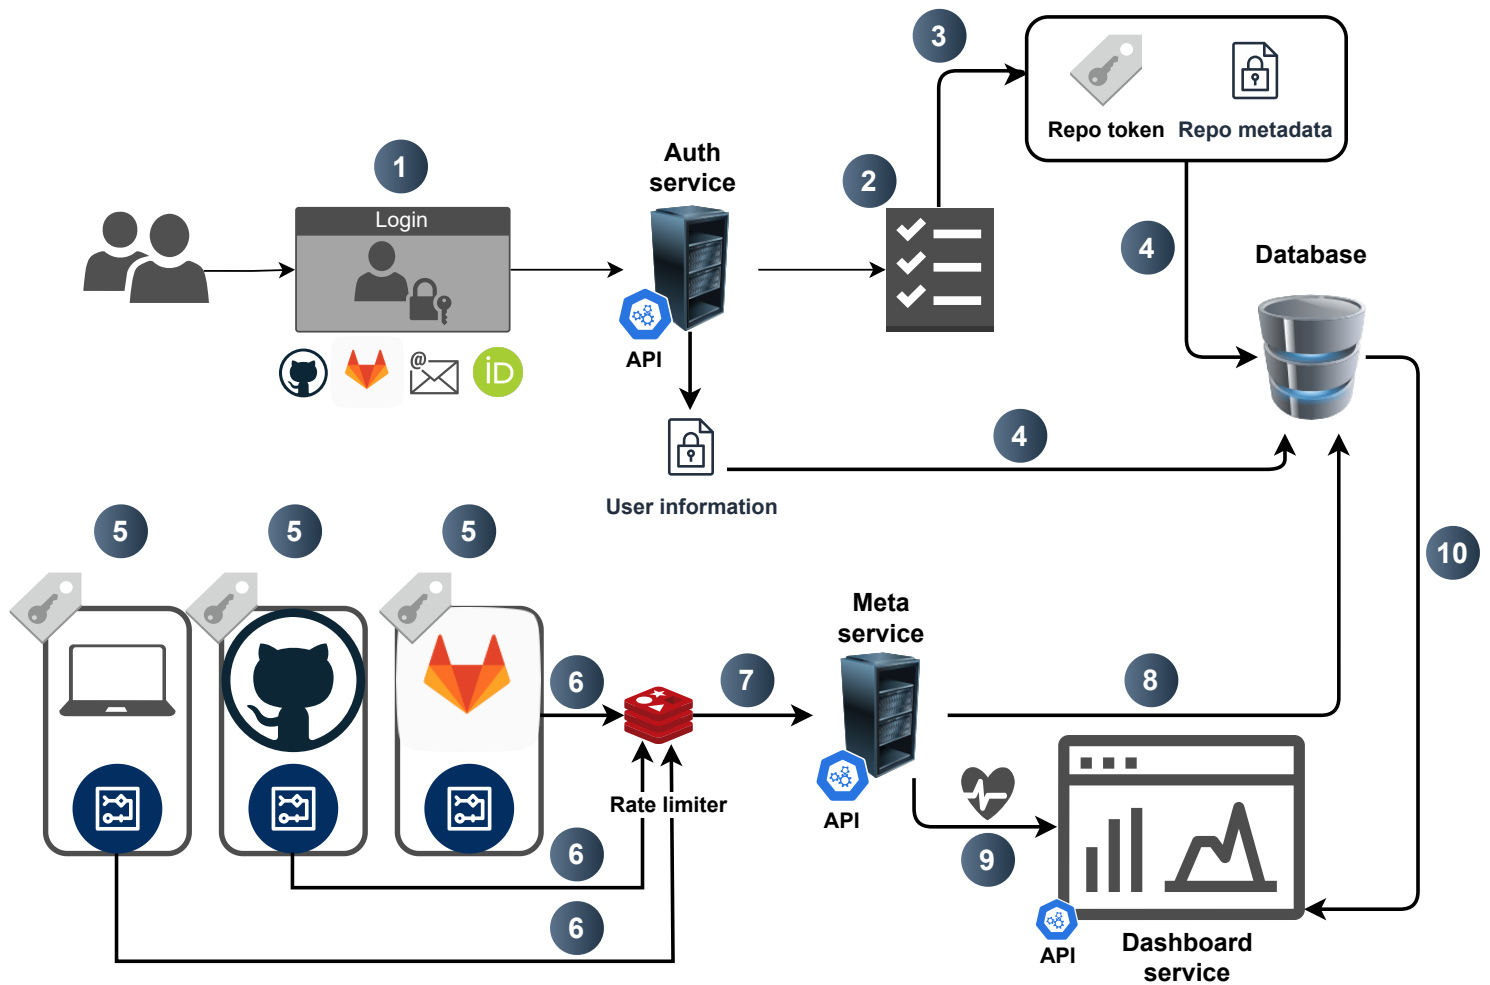 3
Repo token
Repo metadata
1
Auth
service
2
Login
4
Database
API
@
iD
4
User information
5
5
5
10
Meta
service
6
7
8
Rate limiter
API
6
9
6
API
Dashboard
service